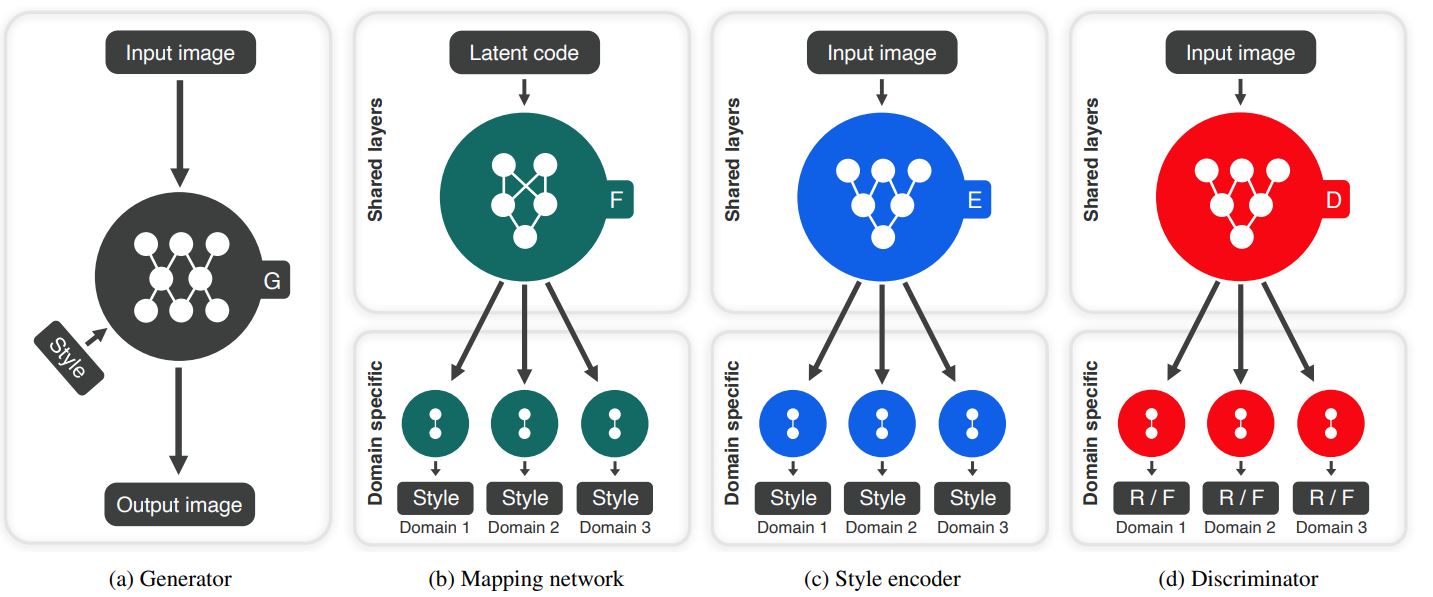 Input image
G
Style
Output image
(a) Generator
Latent code
Shared layers
F
Domain specific
Style Style Style
Domain 1 Domain 2 Domain 3
(b) Mapping network
Input image
Shared layers
E
Domain specific
Style Style Style
Domain 1 Domain 2 Domain 3
(c) Style encoder
Input image
Shared layers
D
Domain specific
R / F R / F R / F
Domain 1 Domain 2 Domain 3
(d) Discriminator